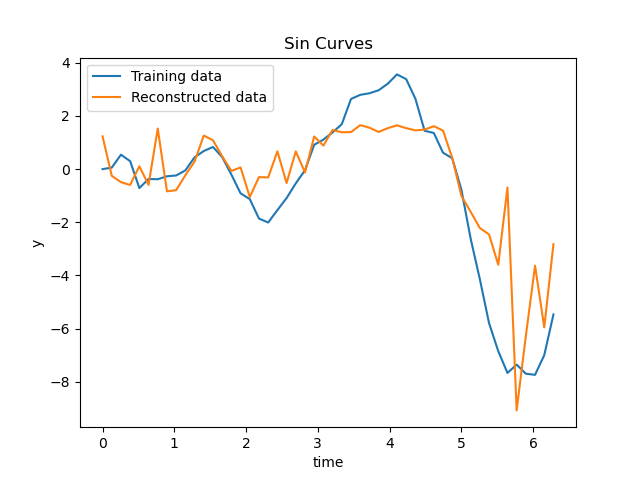 Sin Curves
Training data
Reconstructed data
4
2
0
−2
−4
−6
−8
y
0 1 2 3 4 5 6
time